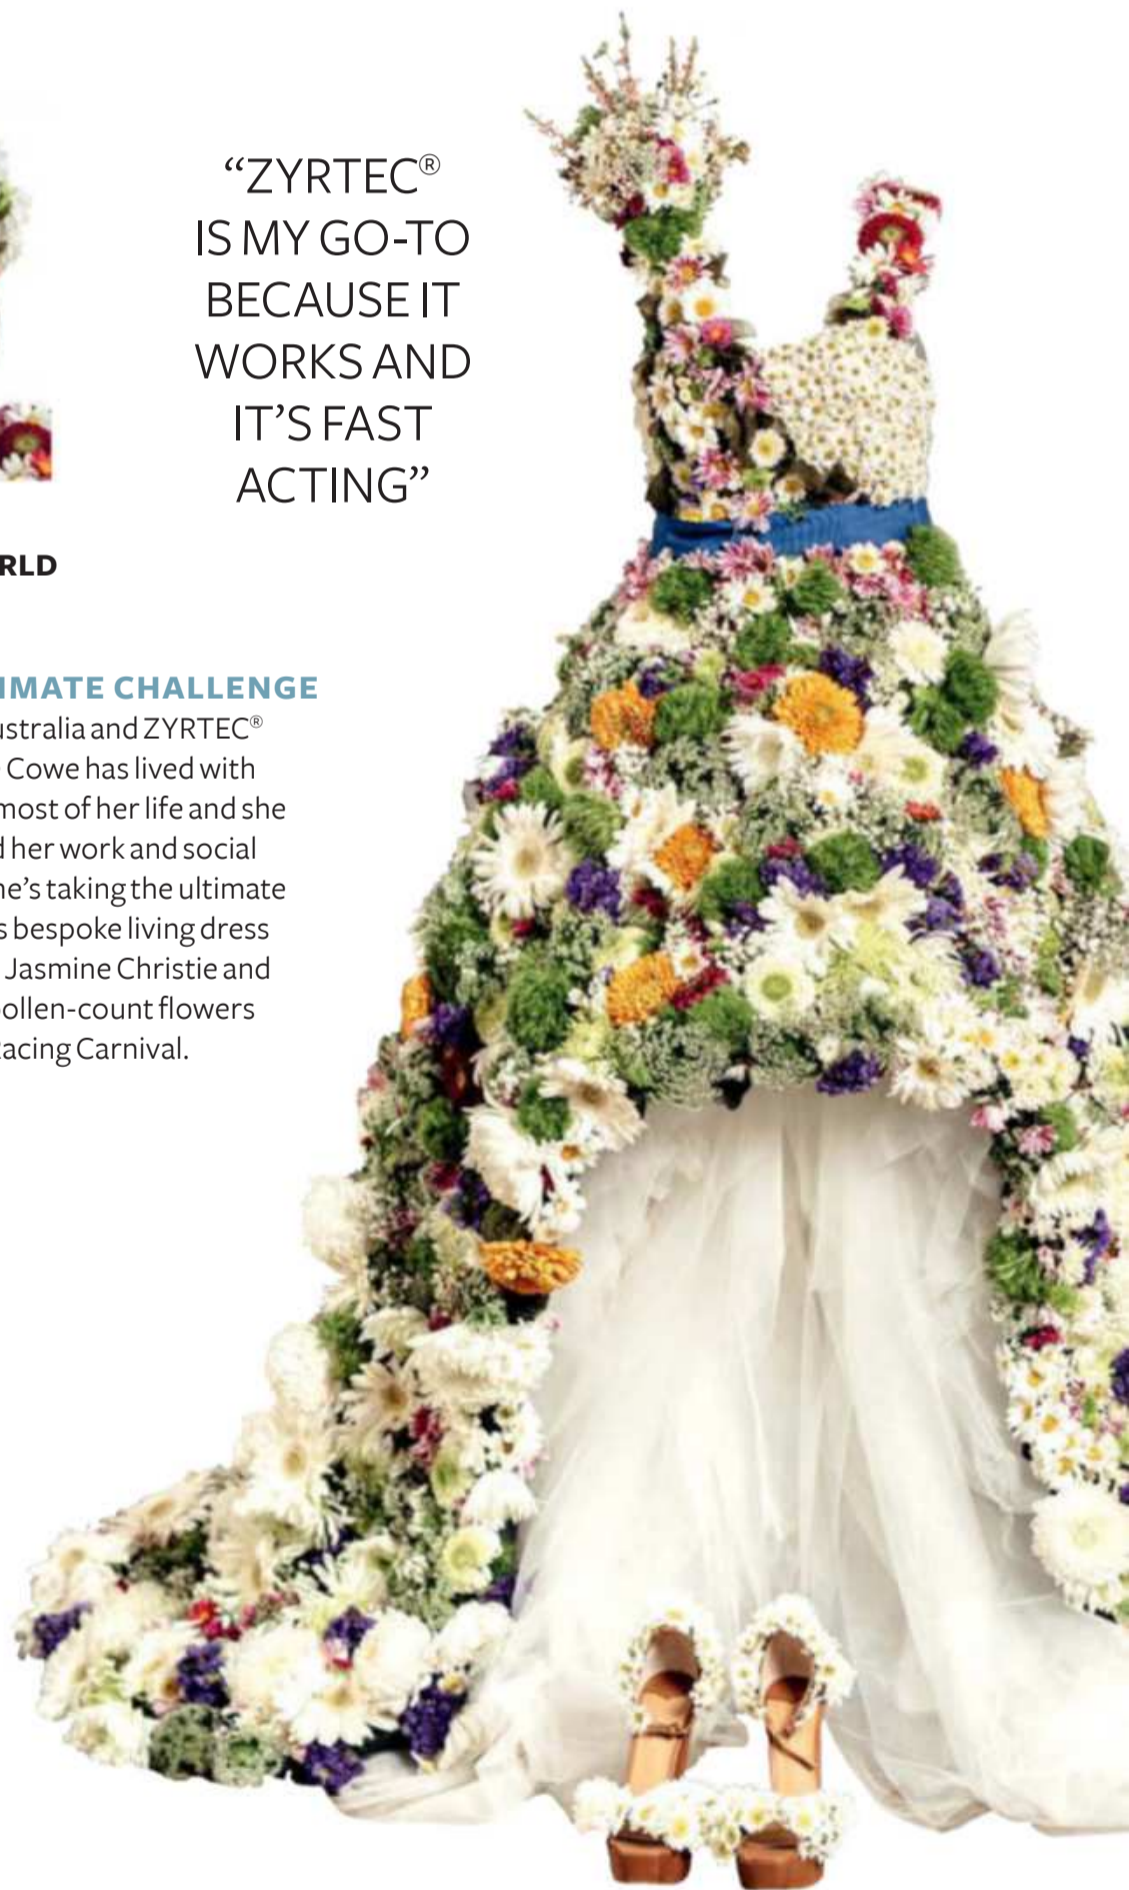 “ZYRTEC®
IS MY GO-TO
BECAUSE IT
WORKS AND
IT’S FAST
ACTING”
RLD
IMATE CHALLENGE
ustralia and ZYRTEC®
Cowe has lived with
most of her life and she
d her work and social
he’s taking the ultimate
s bespoke living dress
Jasmine Christie and
ollen-count flowers
acing Carnival.